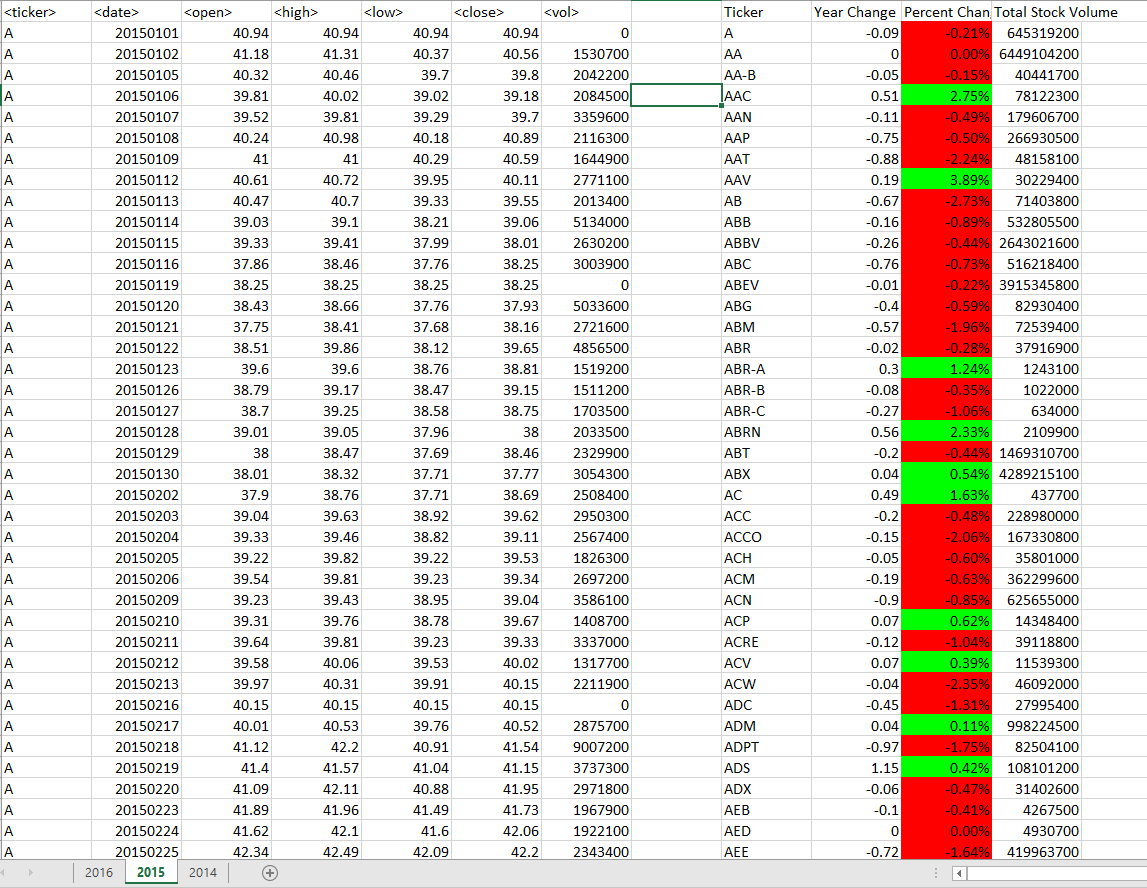 <ticker> <date> <open> <high> <low> <close> <vol> Ticker Year Change Percent Chan Total Stock Volume
A 20150101 40.94 40.94 40.94 40.94 0 A -0.09 -0.21% 645319200
A 20150102 41.18 41.31 40.37 40.56 1530700 AA 0 0.00% 6449104200
A 20150105 40.32 40.46 39.7 39.8 2042200 AA-B -0.05 -0.15% 40441700
A 20150106 39.81 40.02 39.02 39.18 2084500 AAC 0.51 2.75% 78122300
A 20150107 39.52 39.81 39.29 39.7 3359600 AAN -0.11 -0.49% 179606700
A 20150108 40.24 40.98 40.18 40.89 2116300 AAP -0.75 -0.50% 266930500
A 20150109 41 41 40.29 40.59 1644900 AAT -0.88 -2.24% 48158100
A 20150112 40.61 40.72 39.95 40.11 2771100 AAV 0.19 3.89% 30229400
A 20150113 40.47 40.7 39.33 39.55 2013400 AB -0.67 -2.73% 71403800
A 20150114 39.03 39.1 38.21 39.06 5134000 ABB -0.16 -0.89% 532805500
A 20150115 39.33 39.41 37.99 38.01 2630200 ABBV -0.26 -0.44% 2643021600
A 20150116 37.86 38.46 37.76 38.25 3003900 ABC -0.76 -0.73% 516218400
A 20150119 38.25 38.25 38.25 38.25 0 ABEV -0.01 -0.22% 3915345800
A 20150120 38.43 38.66 37.76 37.93 5033600 ABG -0.4 -0.59% 82930400
A 20150121 37.75 38.41 37.68 38.16 2721600 ABM -0.57 -1.96% 72539400
A 20150122 38.51 39.86 38.12 39.65 4856500 ABR -0.02 -0.28% 37916900
A 20150123 39.6 39.6 38.76 38.81 1519200 ABR-A 0.3 1.24% 1243100
A 20150126 38.79 39.17 38.47 39.15 1511200 ABR-B -0.08 -0.35% 1022000
A 20150127 38.7 39.25 38.58 38.75 1703500 ABR-C -0.27 -1.06% 634000
A 20150128 39.01 39.05 37.96 38 2033500 ABRN 0.56 2.33% 2109900
A 20150129 38 38.47 37.69 38.46 2329900 ABT -0.2 -0.44% 1469310700
A 20150130 38.01 38.32 37.71 37.77 3054300 ABX 0.04 0.54% 4289215100
A 20150202 37.9 38.76 37.71 38.69 2508400 AC 0.49 1.63% 437700
A 20150203 39.04 39.63 38.92 39.62 2950300 ACC -0.2 -0.48% 228980000
A 20150204 39.33 39.46 38.82 39.11 2567400 ACCO -0.15 -2.06% 167330800
A 20150205 39.22 39.82 39.22 39.53 1826300 ACH -0.05 -0.60% 35801000
A 20150206 39.54 39.81 39.23 39.34 2697200 ACM -0.19 -0.63% 362299600
A 20150209 39.23 39.43 38.95 39.04 3586100 ACN -0.9 -0.85% 625655000
A 20150210 39.31 39.76 38.78 39.67 1408700 ACP 0.07 0.62% 14348400
A 20150211 39.64 39.81 39.23 39.33 3337000 ACRE -0.12 -1.04% 39118800
A 20150212 39.58 40.06 39.53 40.02 1317700 ACV 0.07 0.39% 11539300
A 20150213 39.97 40.31 39.91 40.15 2211900 ACW -0.04 -2.35% 46092000
A 20150216 40.15 40.15 40.15 40.15 0 ADC -0.45 -1.31% 27995400
A 20150217 40.01 40.53 39.76 40.52 2875700 ADM 0.04 0.11% 998224500
A 20150218 41.12 42.2 40.91 41.54 9007200 ADPT -0.97 -1.75% 82504100
A 20150219 41.4 41.57 41.04 41.15 3737300 ADS 1.15 0.42% 108101200
A 20150220 41.09 42.11 40.88 41.95 2971800 ADX -0.06 -0.47% 31402600
A 20150223 41.89 41.96 41.49 41.73 1967900 AEB -0.1 -0.41% 4267500
A 20150224 41.62 42.1 41.6 42.06 1922100 AED 0 0.00% 4930700
A 20150225 42.34 42.49 42.09 42.2 2343400 AEE -0.72 -1.64% 419963700
2016 2015 2014